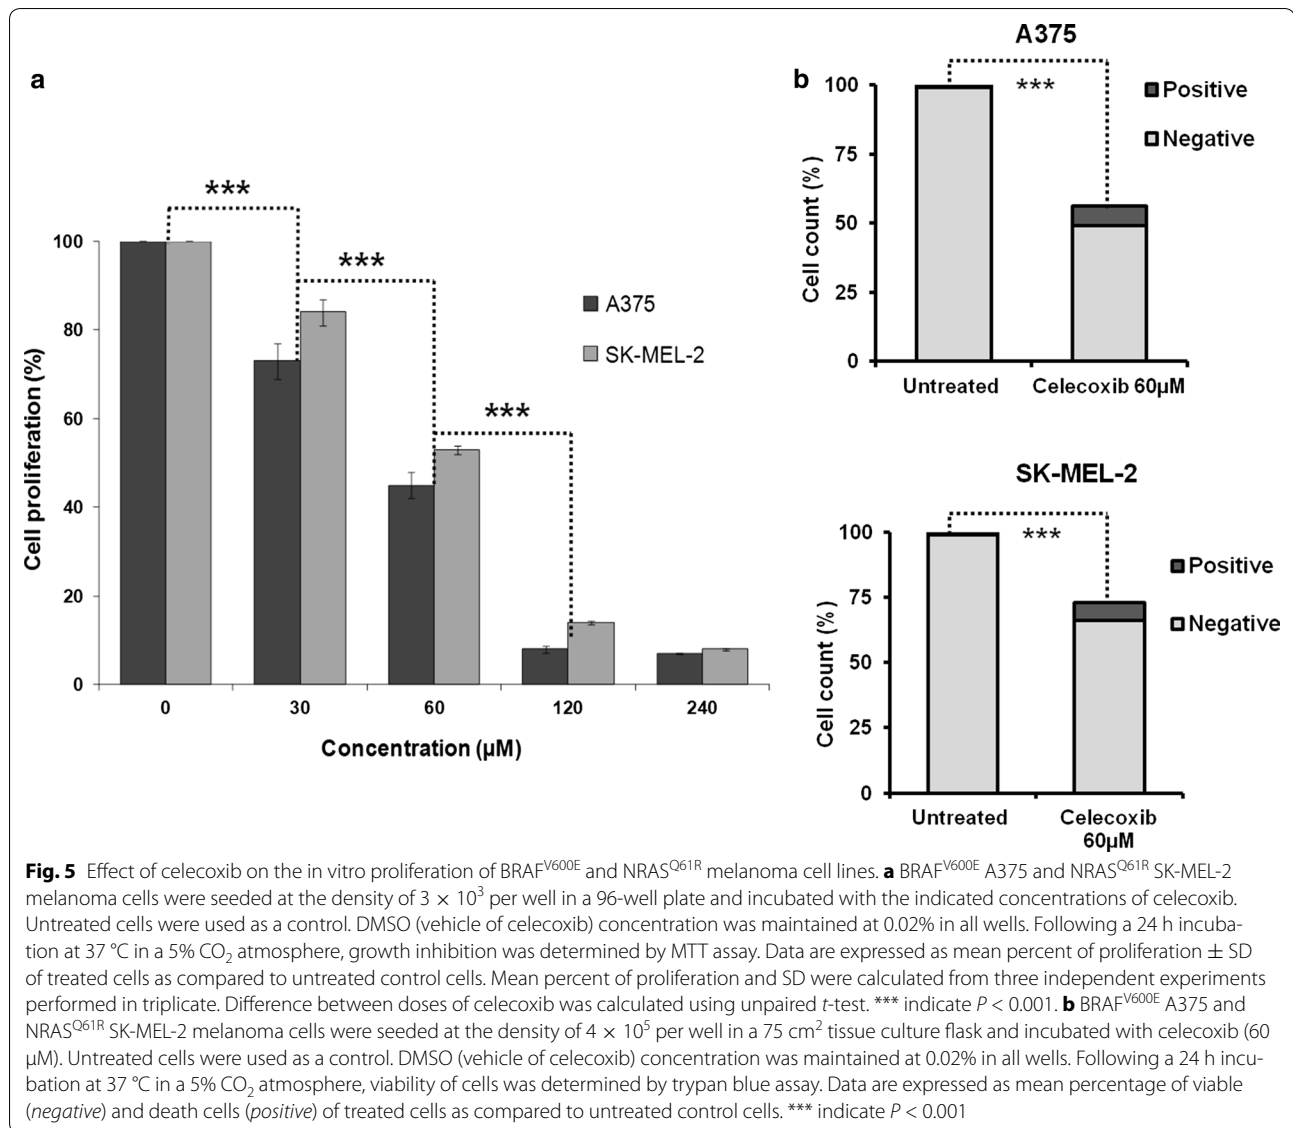 a
***
***
***
100
80
60
40
20
0
Cell proliferation (%)
A375
SK-MEL-2
0 30 60 120 240
Concentration (µM)
b
A375
***
Positive
Negative
100
75
50
25
0
Cell count (%)
Untreated Celecoxib 60µM
SK-MEL-2
***
Positive
Negative
100
75
50
25
0
Cell count (%)
Untreated Celecoxib
60µM
Fig. 5 Effect of celecoxib on the in vitro proliferation of BRAFV600E and NRASQ61R melanoma cell lines. a BRAFV600E A375 and NRASQ61R SK-MEL-2
melanoma cells were seeded at the density of 3 × 10³ per well in a 96-well plate and incubated with the indicated concentrations of celecoxib.
Untreated cells were used as a control. DMSO (vehicle of celecoxib) concentration was maintained at 0.02% in all wells. Following a 24 h incuba-
tion at 37 °C in a 5% CO₂ atmosphere, growth inhibition was determined by MTT assay. Data are expressed as mean percent of proliferation ± SD
of treated cells as compared to untreated control cells. Mean percent of proliferation and SD were calculated from three independent experiments
performed in triplicate. Difference between doses of celecoxib was calculated using unpaired t-test. *** indicate P < 0.001. b BRAFV600E A375 and
NRASQ61R SK-MEL-2 melanoma cells were seeded at the density of 4 × 10⁵ per well in a 75 cm² tissue culture flask and incubated with celecoxib (60
µM). Untreated cells were used as a control. DMSO (vehicle of celecoxib) concentration was maintained at 0.02% in all wells. Following a 24 h incu-
bation at 37 °C in a 5% CO₂ atmosphere, viability of cells was determined by trypan blue assay. Data are expressed as mean percentage of viable
(negative) and death cells (positive) of treated cells as compared to untreated control cells. *** indicate P < 0.001